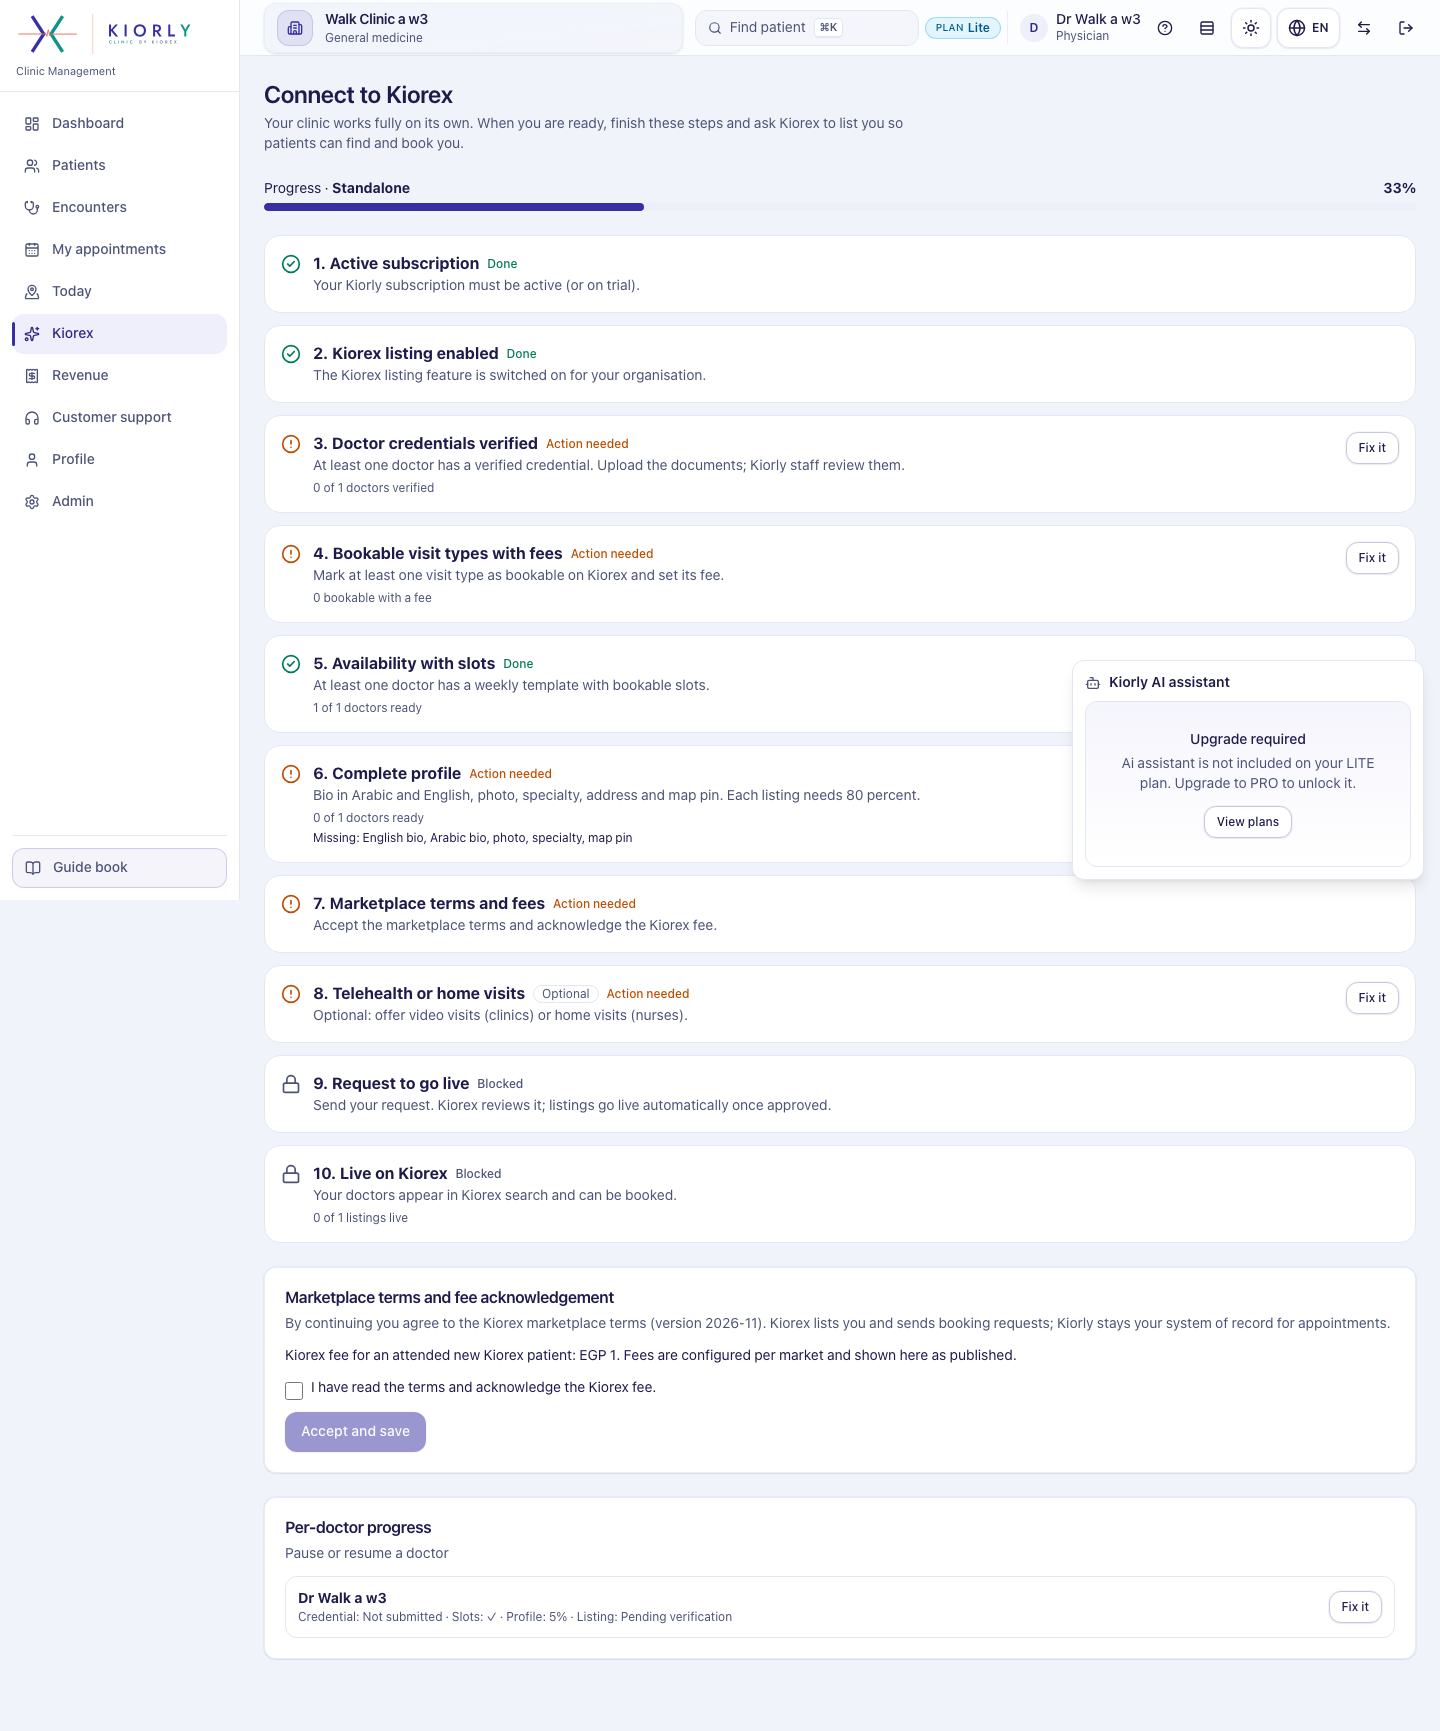 KIORLY
CLINIC BY KIOREX
Clinic Management
Dashboard
Patients
Encounters
My appointments
Today
Kiorex
Revenue
Customer support
Profile
Admin
Guide book
Walk Clinic a w3
General medicine
Find patient ⌘K
PLAN Lite
D
Dr Walk a w3
Physician
EN
Connect to Kiorex
Your clinic works fully on its own. When you are ready, finish these steps and ask Kiorex to list you so
patients can find and book you.
Progress · Standalone 33%
1. Active subscription Done
Your Kiorly subscription must be active (or on trial).
2. Kiorex listing enabled Done
The Kiorex listing feature is switched on for your organisation.
3. Doctor credentials verified Action needed
At least one doctor has a verified credential. Upload the documents; Kiorly staff review them.
0 of 1 doctors verified
Fix it
4. Bookable visit types with fees Action needed
Mark at least one visit type as bookable on Kiorex and set its fee.
0 bookable with a fee
Fix it
5. Availability with slots Done
At least one doctor has a weekly template with bookable slots.
1 of 1 doctors ready
6. Complete profile Action needed
Bio in Arabic and English, photo, specialty, address and map pin. Each listing needs 80 percent.
0 of 1 doctors ready
Missing: English bio, Arabic bio, photo, specialty, map pin
Kiorly AI assistant
Upgrade required
Ai assistant is not included on your LITE
plan. Upgrade to PRO to unlock it.
View plans
7. Marketplace terms and fees Action needed
Accept the marketplace terms and acknowledge the Kiorex fee.
8. Telehealth or home visits Optional Action needed
Optional: offer video visits (clinics) or home visits (nurses).
Fix it
9. Request to go live Blocked
Send your request. Kiorex reviews it; listings go live automatically once approved.
10. Live on Kiorex Blocked
Your doctors appear in Kiorex search and can be booked.
0 of 1 listings live
Marketplace terms and fee acknowledgement
By continuing you agree to the Kiorex marketplace terms (version 2026-11). Kiorex lists you and sends booking requests; Kiorly stays your system of record for appointments.
Kiorex fee for an attended new Kiorex patient: EGP 1. Fees are configured per market and shown here as published.
I have read the terms and acknowledge the Kiorex fee.
Accept and save
Per-doctor progress
Pause or resume a doctor
Dr Walk a w3
Credential: Not submitted · Slots: ✓ · Profile: 5% · Listing: Pending verification
Fix it